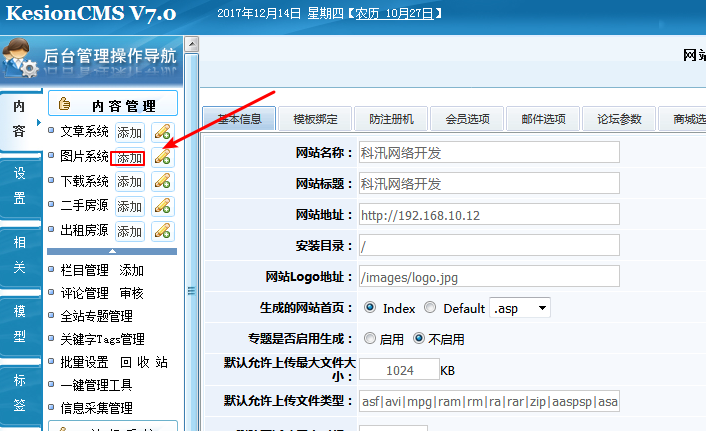 KesionCMS V7.0
2017年12月14日 星期四【农历 10月27日】
后台管理操作导航
内容
设置
相关
模型
标签
内容管理
文章系统 添加
图片系统 添加
下载系统 添加
二手房源 添加
出租房源 添加
栏目管理 添加
评论管理 审核
全站专题管理
关键字Tags管理
批量设置 回 收 站
一键管理工具
信息采集管理
网站
基本信息 模板绑定 防注册机 会员选项 邮件选项 论坛参数 商城选
网站名称： 科汛网络开发
网站标题： 科汛网络开发
网站地址： http://192.168.10.12
安装目录： /
网站Logo地址： /images/logo.jpg
生成的网站首页： Index Default .asp
专题是否启用生成： 启用 不启用
默认允许上传最大文件大小： 1024 KB
默认允许上传文件类型： asf|avi|mpg|ram|rm|ra|rar|zip|aaspsp|asa